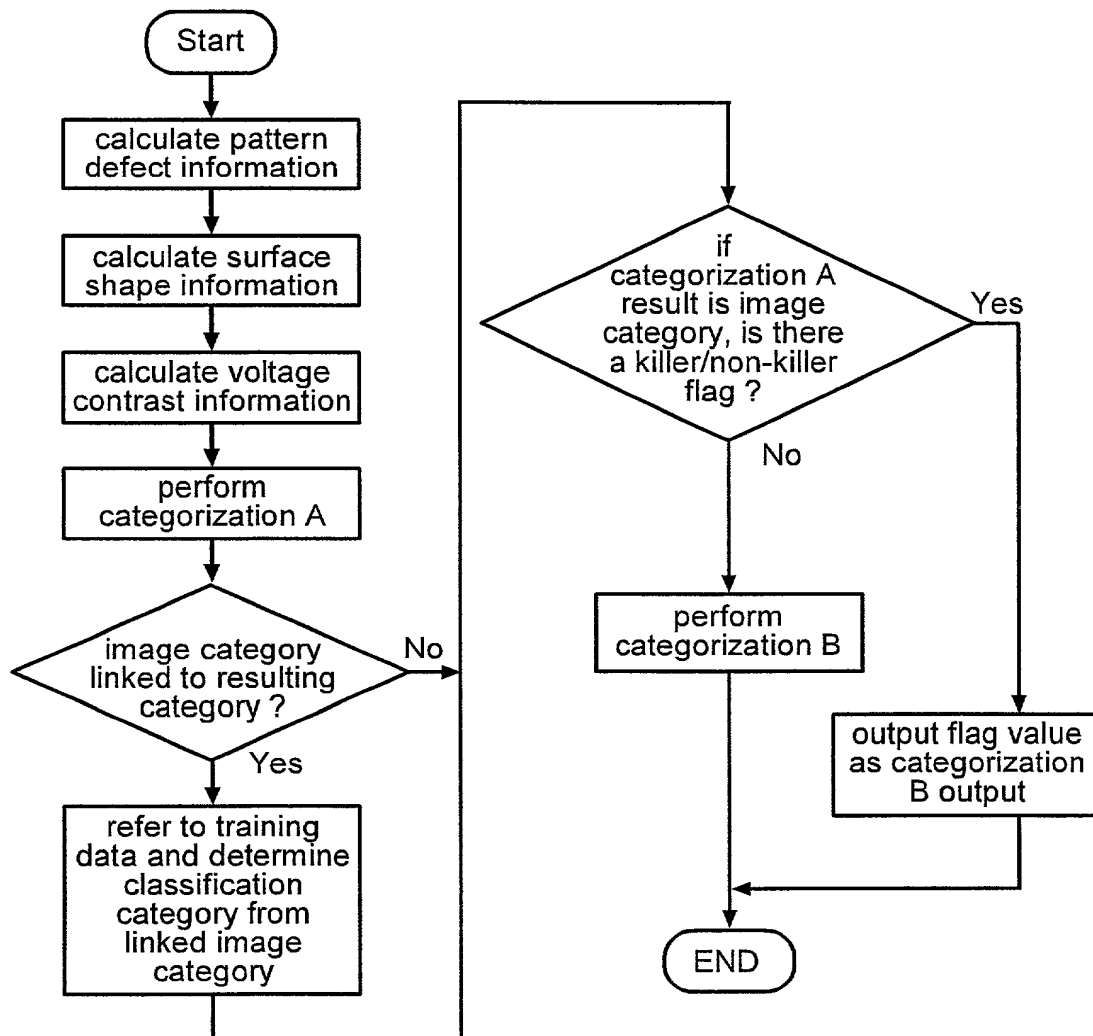 Start
calculate pattern
defect information
calculate surface
shape information
calculate voltage
contrast information
perform
categorization A
image category
linked to resulting
category ?
No
Yes
refer to training
data and determine
classification
category from
linked image
category
if
categorization A
result is image
category, is there
a killer/non-killer
flag ?
Yes
No
perform
categorization B
output flag value
as categorization
B output
END